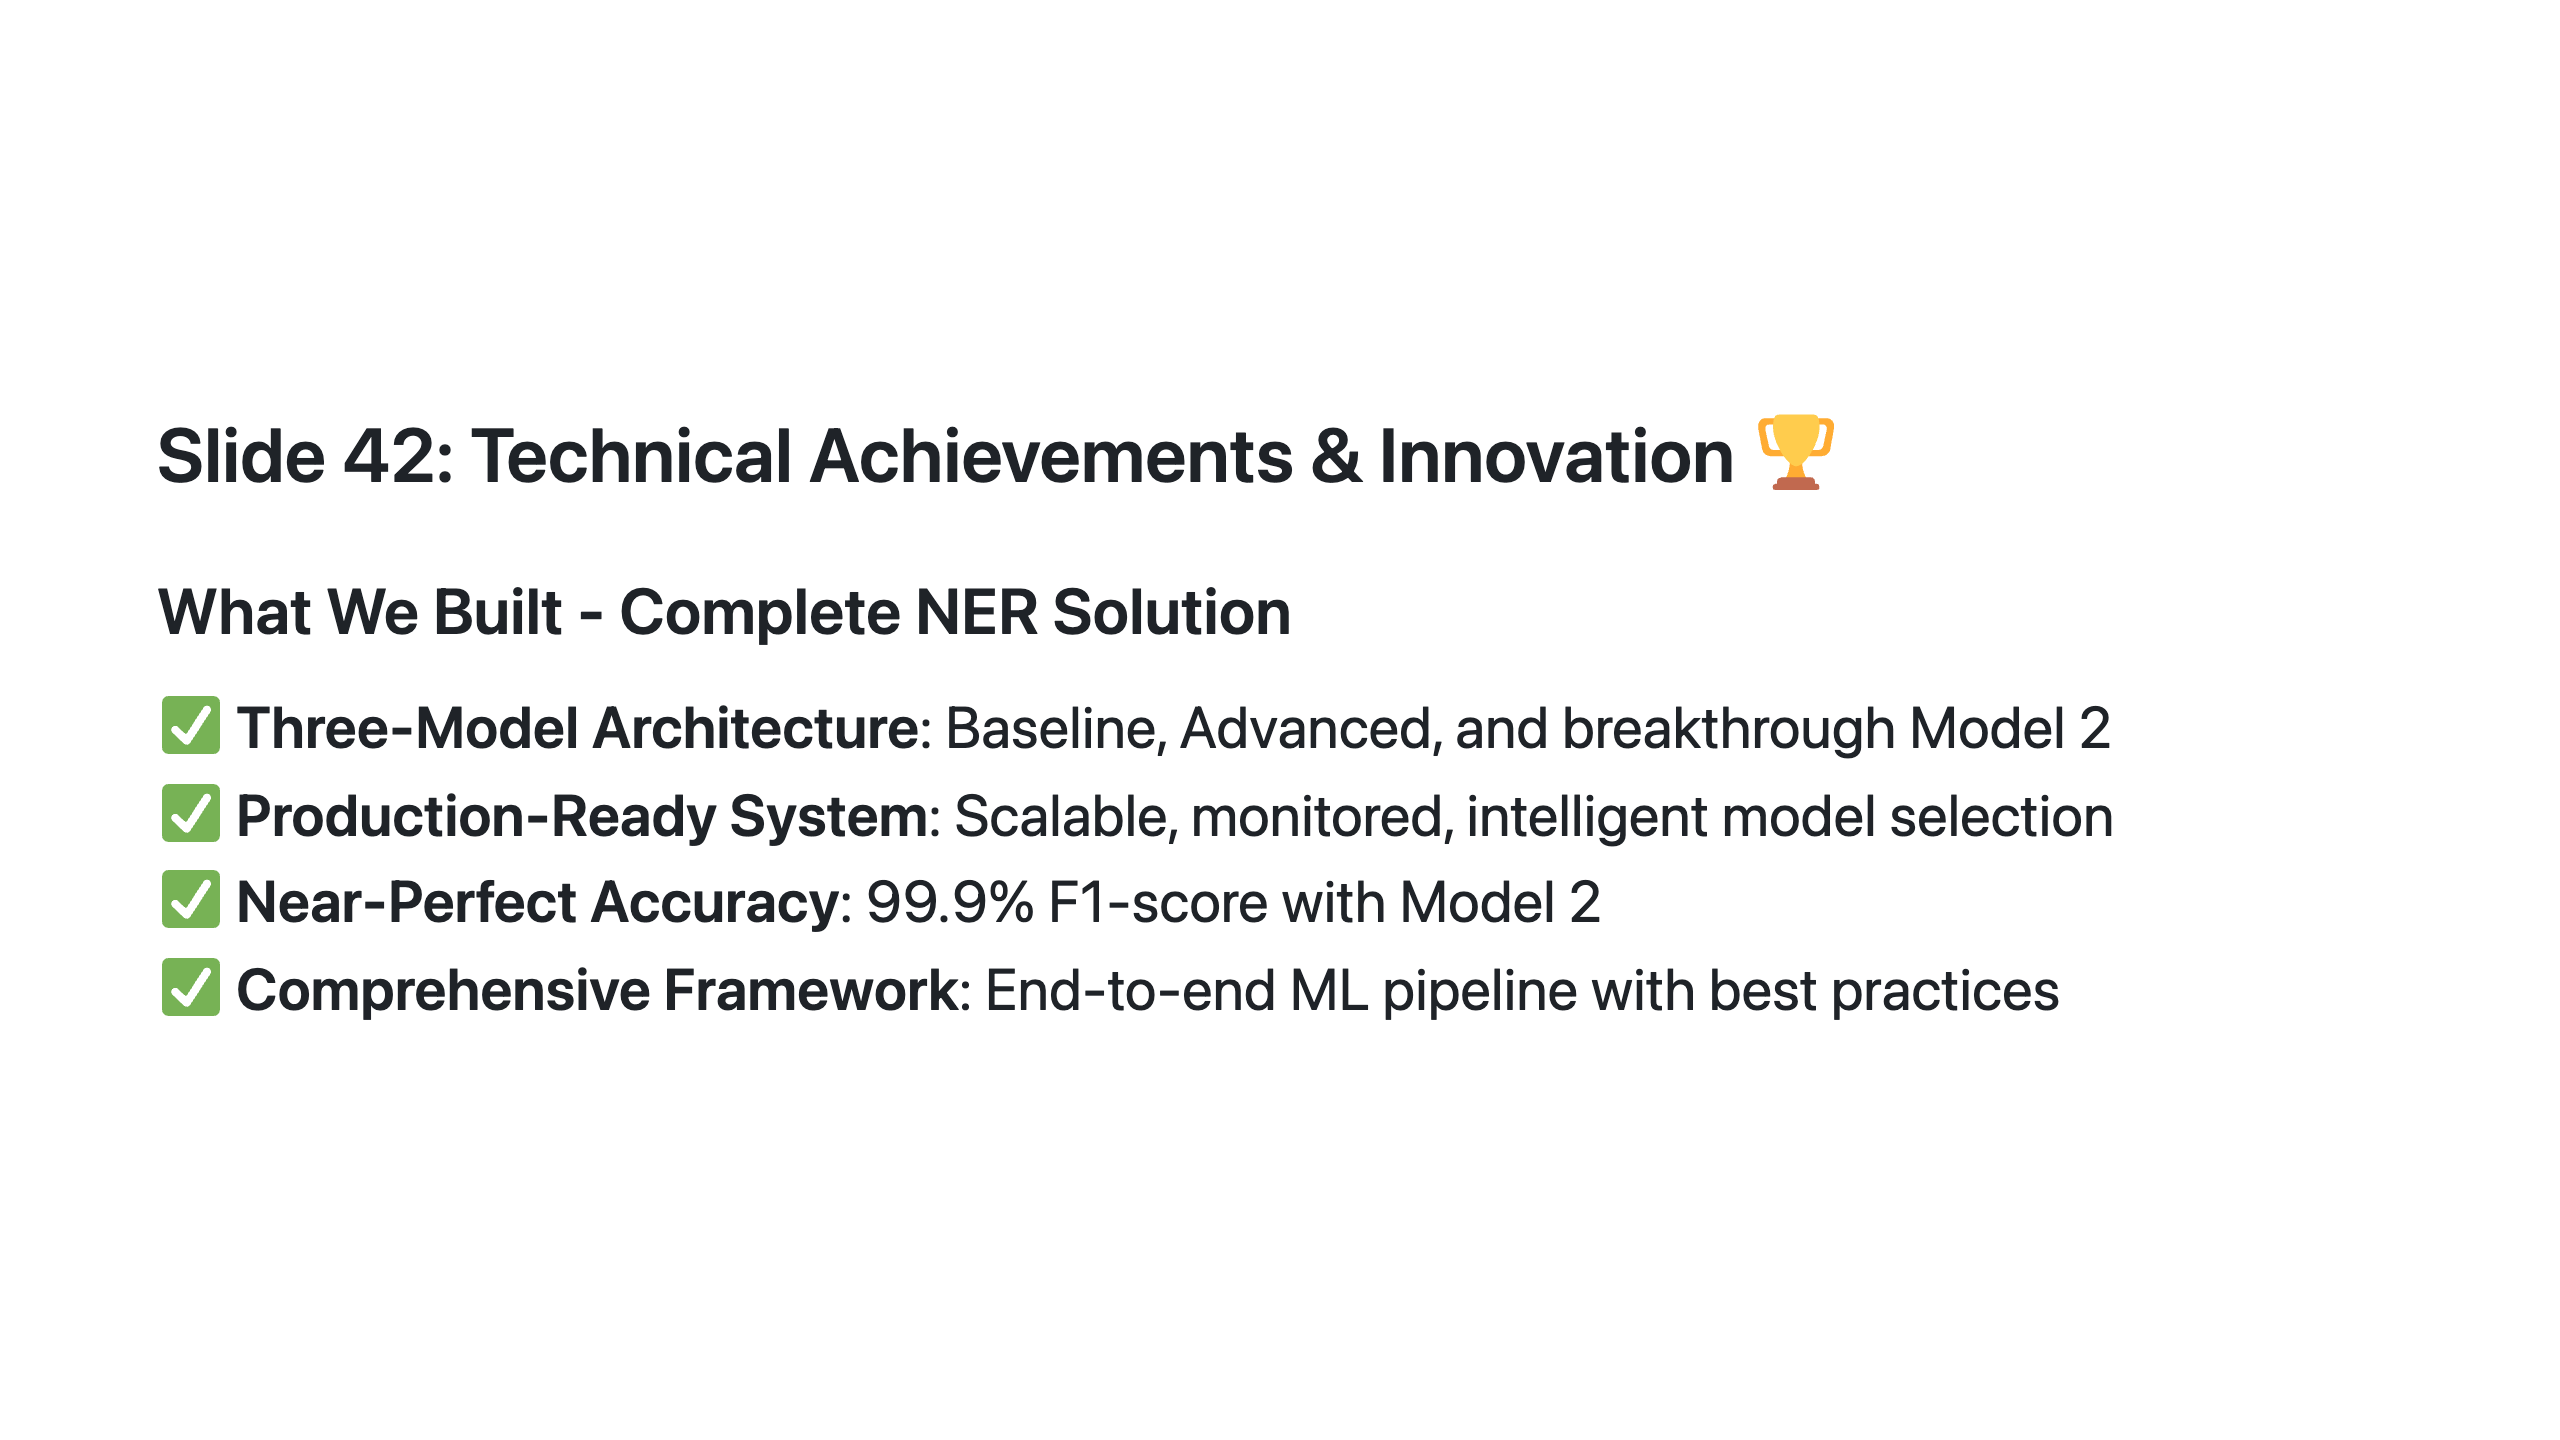 Slide 42: Technical Achievements & Innovation 🏆
What We Built - Complete NER Solution
✅ Three-Model Architecture: Baseline, Advanced, and breakthrough Model 2
✅ Production-Ready System: Scalable, monitored, intelligent model selection
✅ Near-Perfect Accuracy: 99.9% F1-score with Model 2
✅ Comprehensive Framework: End-to-end ML pipeline with best practices